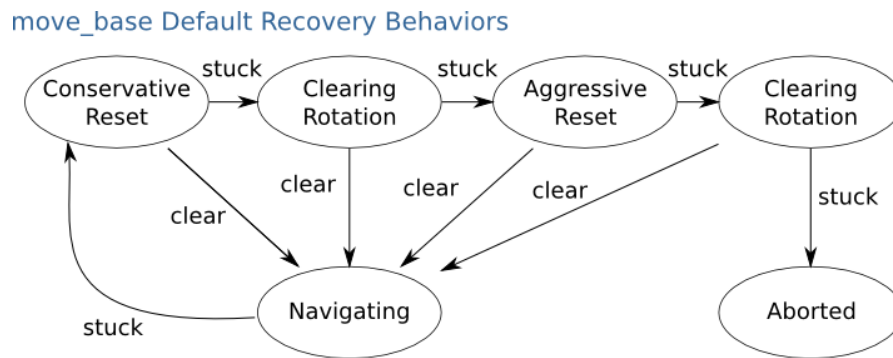 move_base Default Recovery Behaviors
stuck
stuck
stuck
Conservative
Reset
Clearing
Rotation
Aggressive
Reset
Clearing
Rotation
clear
clear
clear
clear
stuck
Navigating
Aborted
stuck